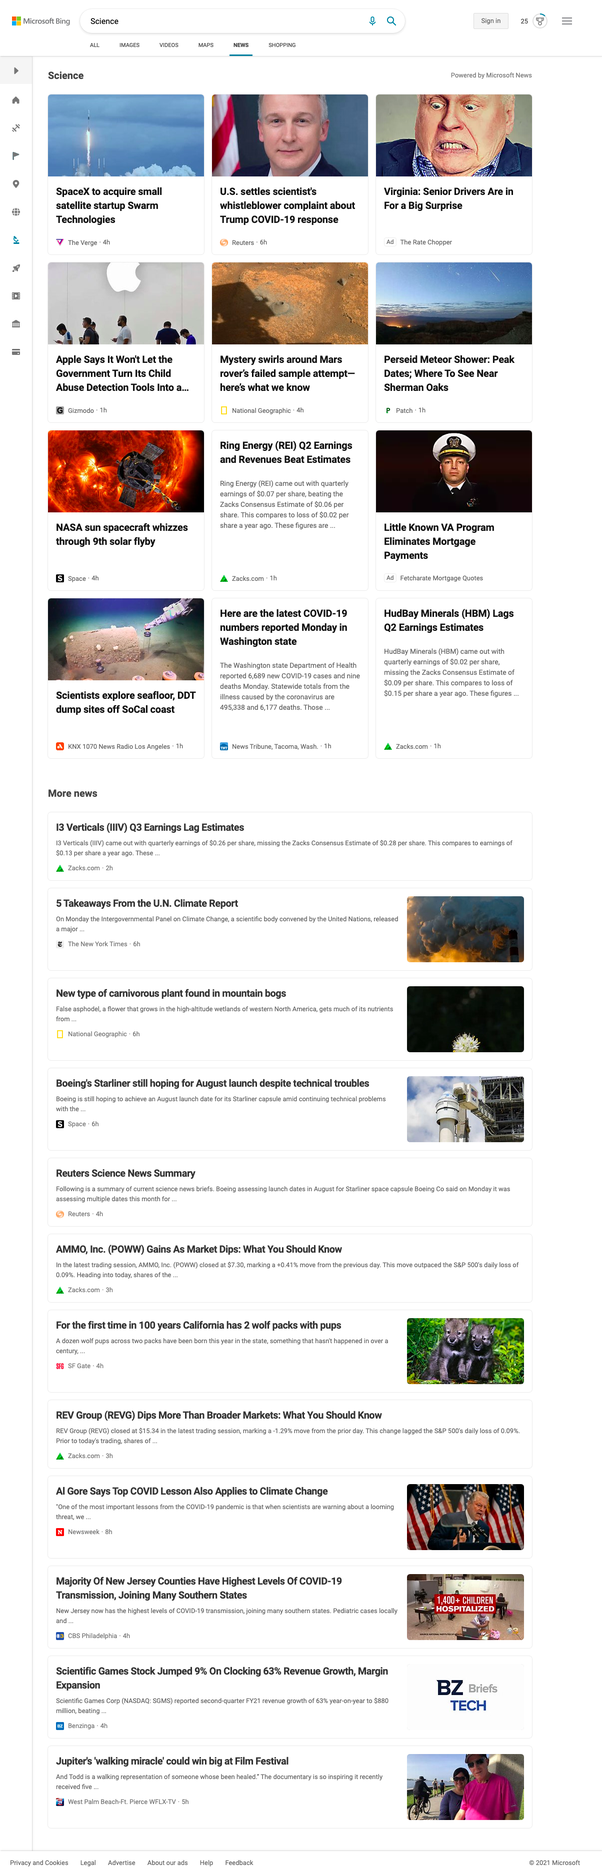 Microsoft Bing
Science
Sign in
25
ALL
IMAGES
VIDEOS
MAPS
NEWS
SHOPPING
Science
Powered by Microsoft News
SpaceX to acquire small
satellite startup Swarm
Technologies
The Verge · 4h
U.S. settles scientist's
whistleblower complaint about
Trump COVID-19 response
Reuters · 6h
Virginia: Senior Drivers Are in
For a Big Surprise
Ad The Rate Chopper
Apple Says It Won't Let the
Government Turn Its Child
Abuse Detection Tools Into a...
Gizmodo · 1h
Mystery swirls around Mars
rover's failed sample attempt—
here's what we know
National Geographic · 4h
Perseid Meteor Shower: Peak
Dates; Where To See Near
Sherman Oaks
Patch · 1h
NASA sun spacecraft whizzes
through 9th solar flyby
Space · 4h
Ring Energy (REI) Q2 Earnings
and Revenues Beat Estimates
Ring Energy (REI) came out with quarterly
earnings of $0.07 per share, beating the
Zacks Consensus Estimate of $0.06 per
share. This compares to loss of $0.02 per
share a year ago. These figures are ...
Zacks.com · 1h
Little Known VA Program
Eliminates Mortgage
Payments
Ad Fetcharate Mortgage Quotes
Scientists explore seafloor, DDT
dump sites off SoCal coast
KNX 1070 News Radio Los Angeles · 1h
Here are the latest COVID-19
numbers reported Monday in
Washington state
The Washington state Department of Health
reported 6,689 new COVID-19 cases and nine
deaths Monday. Statewide totals from the
illness caused by the coronavirus are
495,338 and 6,177 deaths. Those ...
News Tribune, Tacoma, Wash. · 1h
HudBay Minerals (HBM) Lags
Q2 Earnings Estimates
HudBay Minerals (HBM) came out with
quarterly earnings of $0.02 per share,
missing the Zacks Consensus Estimate of
$0.09 per share. This compares to loss of
$0.15 per share a year ago. These figures ...
Zacks.com · 1h
More news
I3 Verticals (IIIV) Q3 Earnings Lag Estimates
I3 Verticals (IIIV) came out with quarterly earnings of $0.26 per share, missing the Zacks Consensus Estimate of $0.28 per share. This compares to earnings of
$0.13 per share a year ago. These ...
Zacks.com · 2h
5 Takeaways From the U.N. Climate Report
On Monday the Intergovernmental Panel on Climate Change, a scientific body convened by the United Nations, released
a major ...
The New York Times · 6h
New type of carnivorous plant found in mountain bogs
False asphodel, a flower that grows in the high-altitude wetlands of western North America, gets much of its nutrients
from ...
National Geographic · 6h
Boeing's Starliner still hoping for August launch despite technical troubles
Boeing is still hoping to achieve an August launch date for its Starliner capsule amid continuing technical problems
with the ...
Space · 6h
Reuters Science News Summary
Following is a summary of current science news briefs. Boeing assessing launch dates in August for Starliner space capsule Boeing Co said on Monday it was
assessing multiple dates this month for ...
Reuters · 4h
AMMO, Inc. (POWW) Gains As Market Dips: What You Should Know
In the latest trading session, AMMO, Inc. (POWW) closed at $7.30, marking a +0.41% move from the previous day. This move outpaced the S&P 500's daily loss of
0.09%. Heading into today, shares of the ...
Zacks.com · 3h
For the first time in 100 years California has 2 wolf packs with pups
A dozen wolf pups across two packs have been born this year in the state, something that hasn't happened in over a
century, ...
SF Gate · 4h
REV Group (REVG) Dips More Than Broader Markets: What You Should Know
REV Group (REVG) closed at $15.34 in the latest trading session, marking a -1.29% move from the prior day. This change lagged the S&P 500's daily loss of 0.09%.
Prior to today's trading, shares of ...
Zacks.com · 3h
Al Gore Says Top COVID Lesson Also Applies to Climate Change
"One of the most important lessons from the COVID-19 pandemic is that when scientists are warning about a looming
threat, we ...
Newsweek · 8h
Majority Of New Jersey Counties Have Highest Levels Of COVID-19
Transmission, Joining Many Southern States
New Jersey now has the highest levels of COVID-19 transmission, joining many southern states. Pediatric cases locally
and ...
CBS Philadelphia · 4h
1,400+ CHILDREN
HOSPITALIZED
Scientific Games Stock Jumped 9% On Clocking 63% Revenue Growth, Margin
Expansion
Scientific Games Corp (NASDAQ: SGMS) reported second-quarter FY21 revenue growth of 63% year-on-year to $880
million, beating ...
Benzinga · 4h
BZ Briefs
TECH
Jupiter's 'walking miracle' could win big at Film Festival
And Todd is a walking representation of someone whose been healed." The documentary is so inspiring it recently
received five ...
West Palm Beach-Ft. Pierce WFLX-TV · 5h
Privacy and Cookies
Legal
Advertise
About our ads
Help
Feedback
© 2021 Microsoft